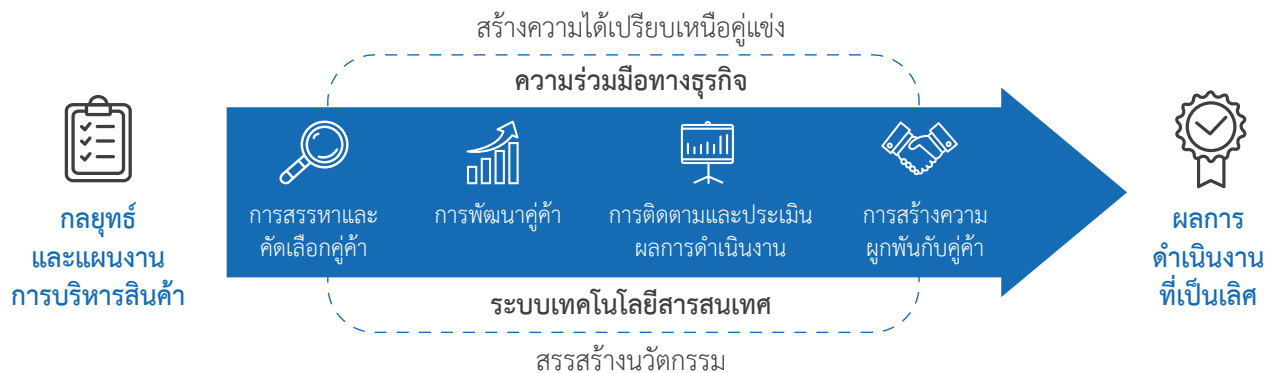 สร้างความได้เปรียบเหนือคู่แข่ง
ความร่วมมือทางธุรกิจ
กลยุทธ์
และแผนงาน
การบริหารสินค้า
การสรรหาและ
คัดเลือกคู่ค้า
การพัฒนาคู่ค้า
การติดตามและประเมิน
ผลการดำเนินงาน
การสร้างความ
ผูกพันกับคู่ค้า
ผลการ
ดำเนินงาน
ที่เป็นเลิศ
ระบบเทคโนโลยีสารสนเทศ
สรรสร้างนวัตกรรม